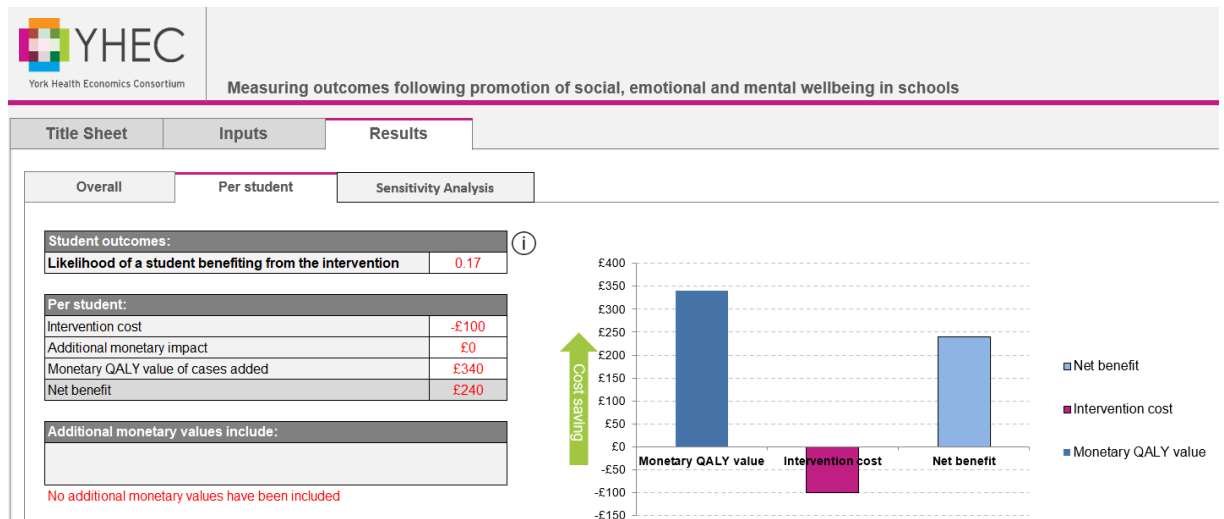 YHEC
York Health Economics Consortium
Measuring outcomes following promotion of social, emotional and mental wellbeing in schools
Title Sheet Inputs Results
Overall Per student Sensitivity Analysis
Student outcomes:
i
Likelihood of a student benefiting from the intervention 0.17
Per student:
Intervention cost -£100
Additional monetary impact £0
Monetary QALY value of cases added £340
Net benefit £240
Additional monetary values include:
No additional monetary values have been included
Cost saving
£400
£350
£300
£250
£200
£150
£100
£50
£0
-£50
-£100
-£150
Monetary QALY value Intervention cost Net benefit
Net benefit
Intervention cost
Monetary QALY value